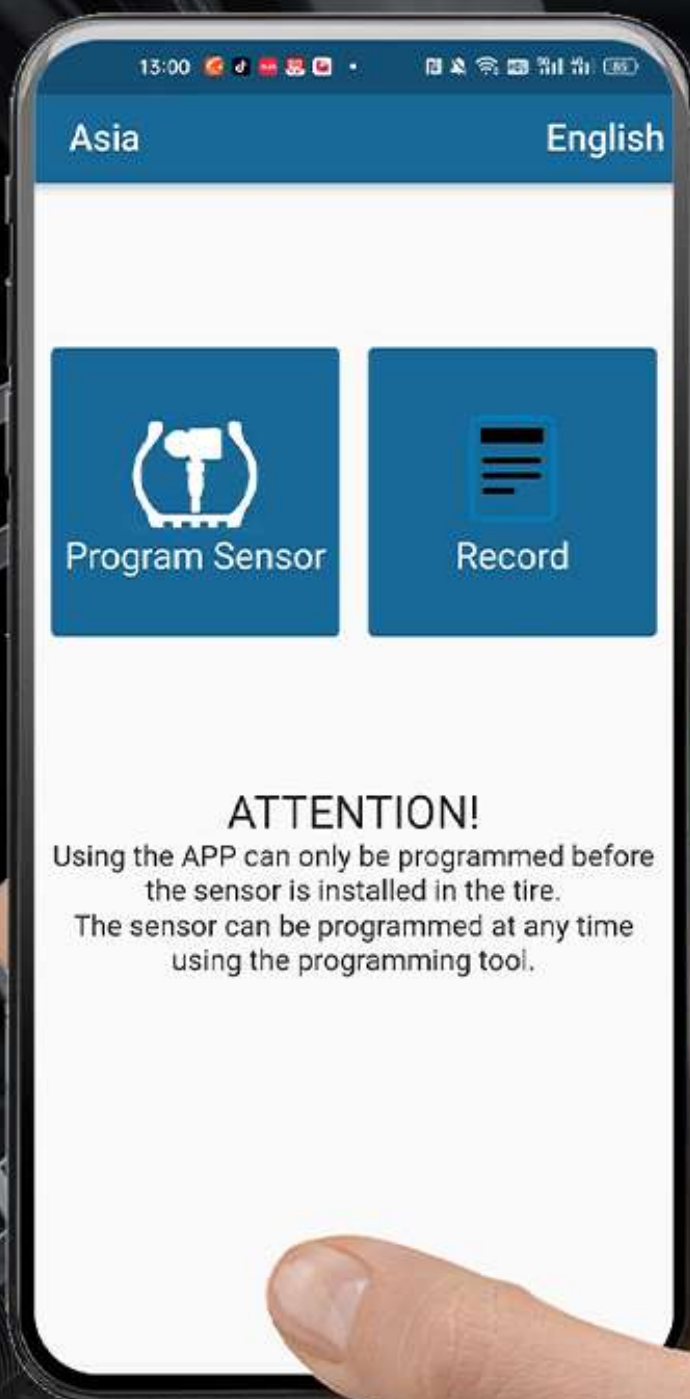 13:00
Asia English
Program Sensor Record
ATTENTION!
Using the APP can only be programmed before
the sensor is installed in the tire.
The sensor can be programmed at any time
using the programming tool.